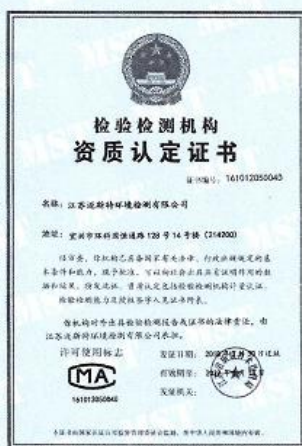 检验检测机构
资质认定证书
证书编号:161012050040
名称:江苏迈斯特环境检测有限公司
地址:宜兴市环科园恒通路128号14号楼(214200)
经审查,你机构已具备国家有关法律、行政法规规定的基
本条件和能力,现予批准,可以向社会出具具有证明作用的数
据和结果,特发此证。资质认定包括检验检测机构计量认证。
检验检测能力及授权签字人见证书附表。
你机构对外出具检验检测报告或证书的法律责任,由
江苏迈斯特环境检测有限公司承担。
许可使用标志
MA
161012050040
发证日期:
有效期至:
发证机关: